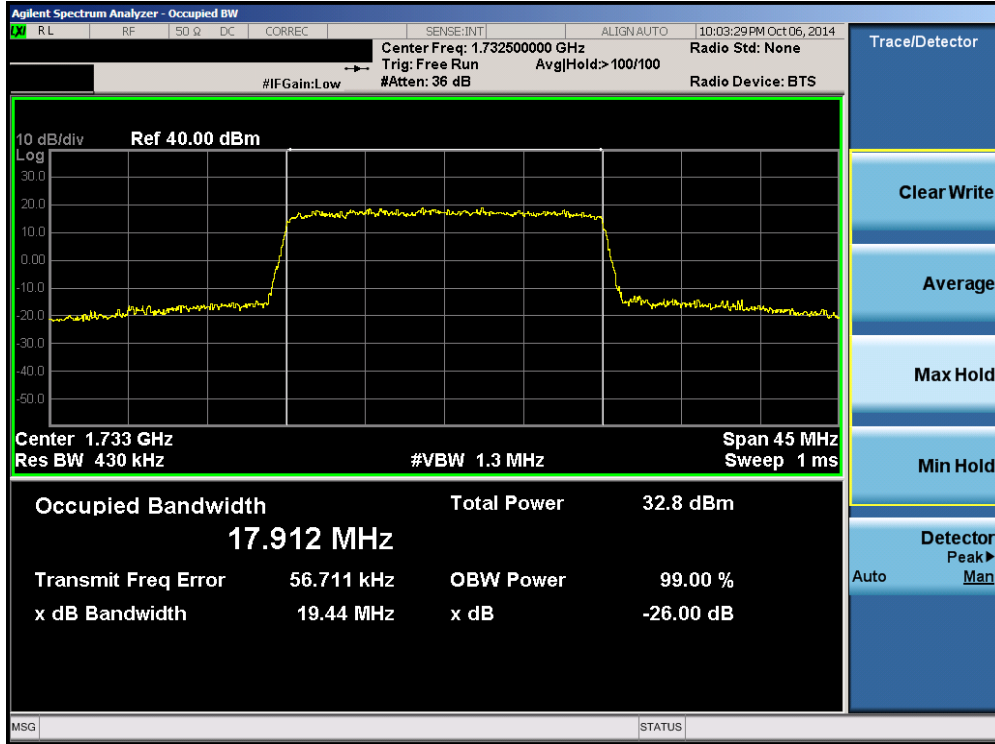 Agilent Spectrum Analyzer - Occupied BW
LXI RL RF 50 Ω DC CORREC SENSE:INT ALIGN AUTO 10:03:29 PM Oct 06, 2014
Center Freq: 1.732500000 GHz Radio Std: None
Trig: Free Run Avg|Hold:>100/100
#IFGain:Low #Atten: 36 dB Radio Device: BTS
Trace/Detector
10 dB/div Ref 40.00 dBm
Log
30.0
20.0
10.0
0.00
-10.0
-20.0
-30.0
-40.0
-50.0
Center 1.733 GHz Span 45 MHz
Res BW 430 kHz #VBW 1.3 MHz Sweep 1 ms
Occupied Bandwidth Total Power 32.8 dBm
17.912 MHz
Transmit Freq Error 56.711 kHz OBW Power 99.00 %
x dB Bandwidth 19.44 MHz x dB -26.00 dB
Clear Write
Average
Max Hold
Min Hold
Detector
Peak▶
Auto Man
MSG STATUS